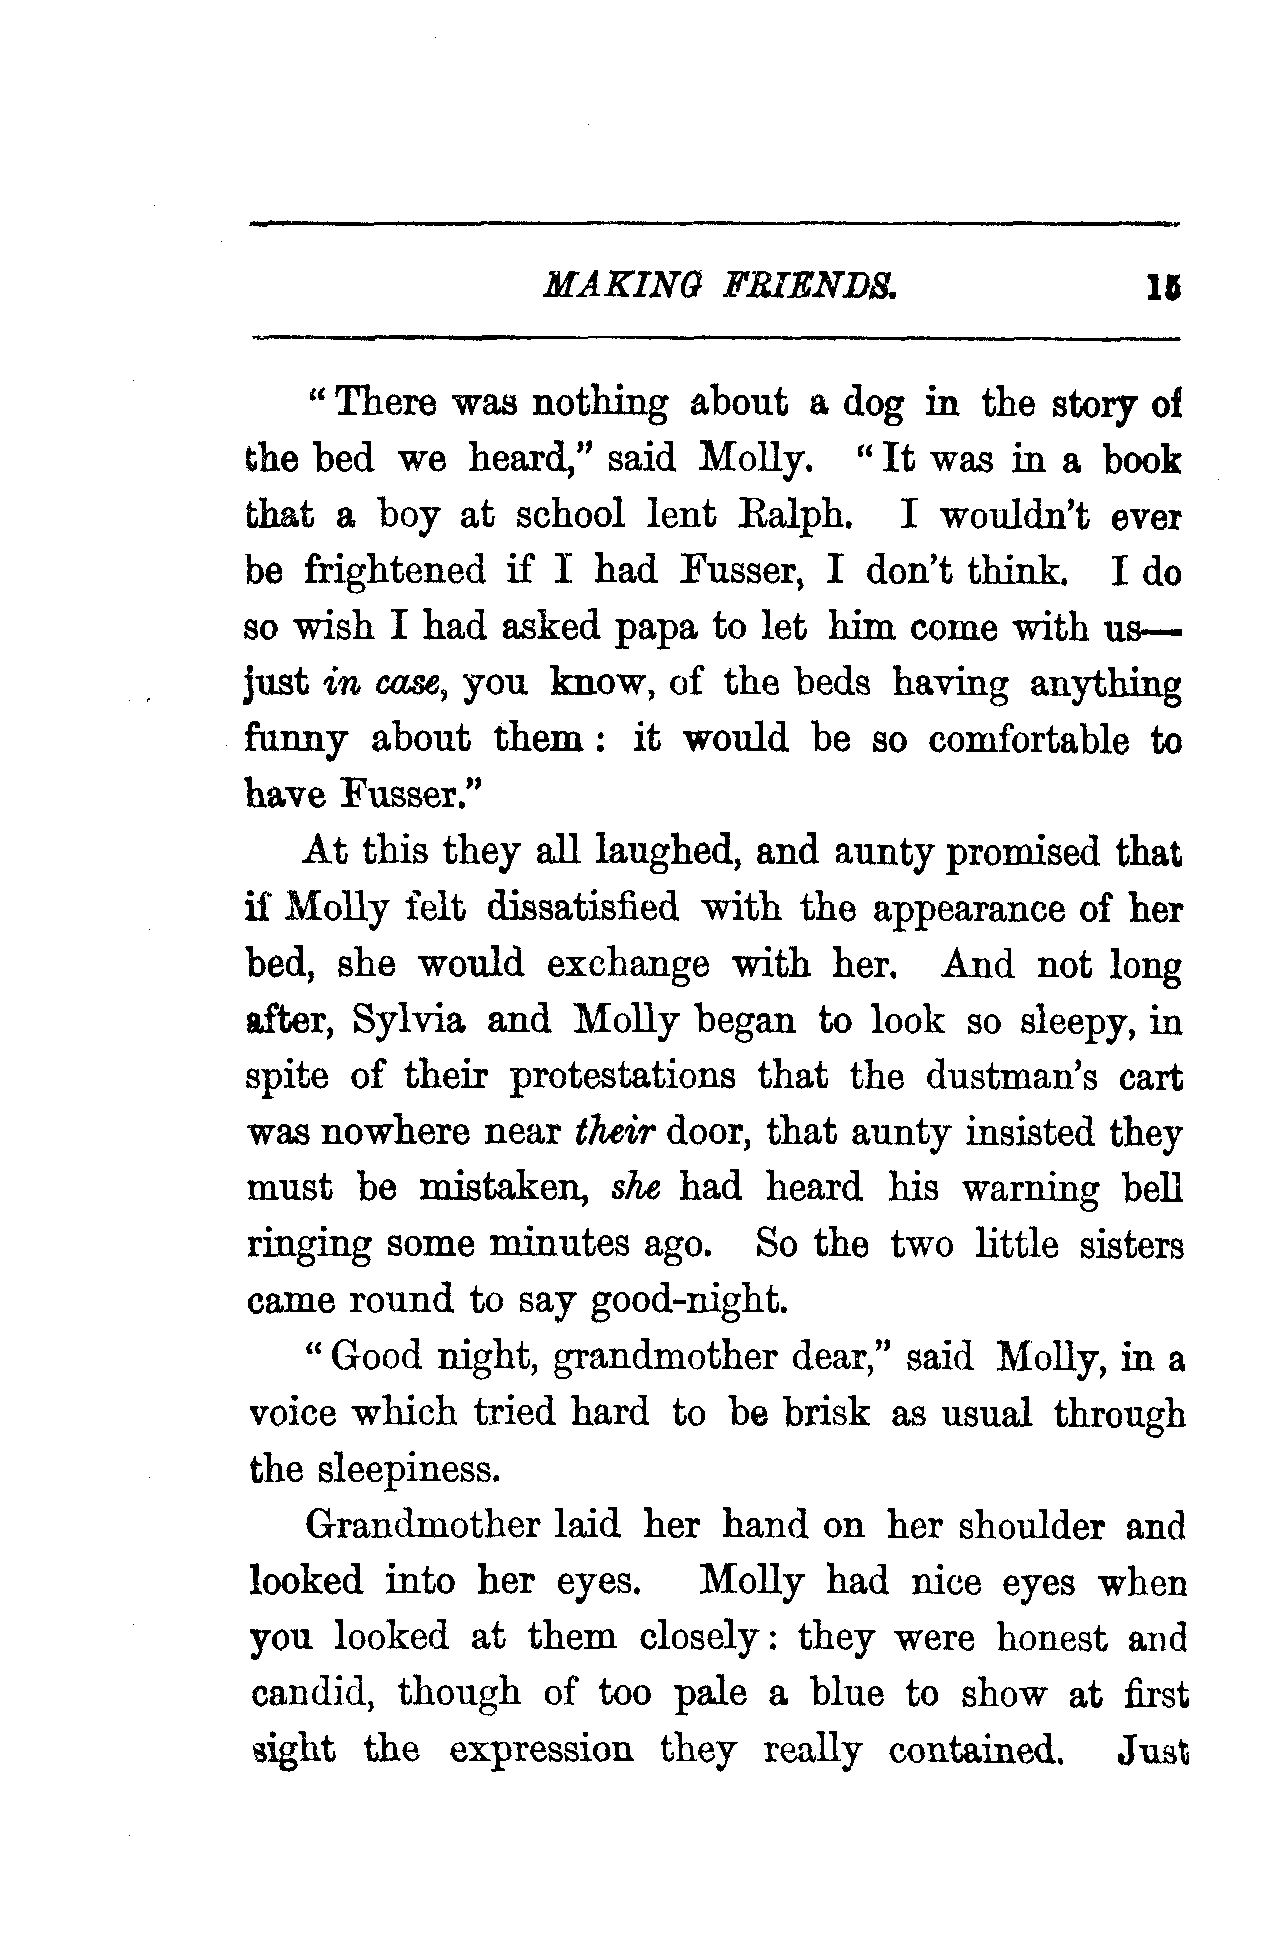 MAKING FRIENDS. 15
“There was nothing about a dog in the story of
the bed we heard,” said Molly. “It was in a book
that a boy at school lent Ralph. I wouldn't ever
be frightened if I had Fusser, I don't think. I do
so wish I had asked papa to let him come with us—
just in case, you know, of the beds having anything
funny about them: it would be so comfortable to
have Fusser.”
At this they all laughed, and aunty promised that
if Molly felt dissatisfied with the appearance of her
bed, she would exchange with her. And not long
after, Sylvia and Molly began to look so sleepy, in
spite of their protestations that the dustman's cart
was nowhere near their door, that aunty insisted they
must be mistaken, she had heard his warning bell
ringing some minutes ago. So the two little sisters
came round to say good-night.
“Good night, grandmother dear,” said Molly, in a
voice which tried hard to be brisk as usual through
the sleepiness.
Grandmother laid her hand on her shoulder and
looked into her eyes. Molly had nice eyes when
you looked at them closely: they were honest and
candid, though of too pale a blue to show at first
sight the expression they really contained. Just